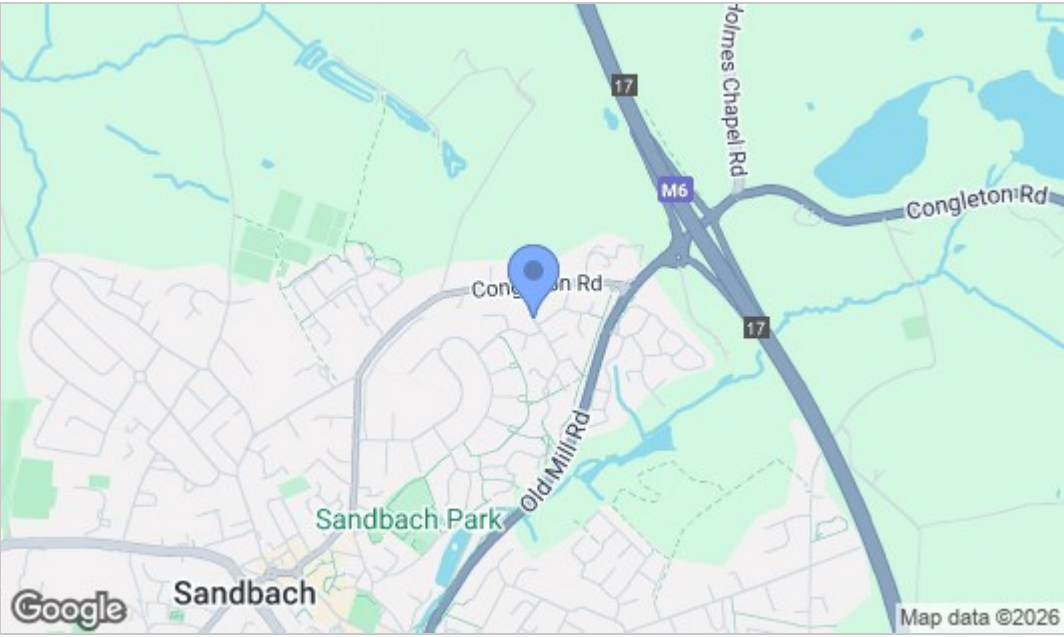 17
Holmes Chapel Rd
M6
Congleton Rd
Congleton Rd
17
Old Mill Rd
Sandbach Park
Sandbach
Google
Map data ©2026